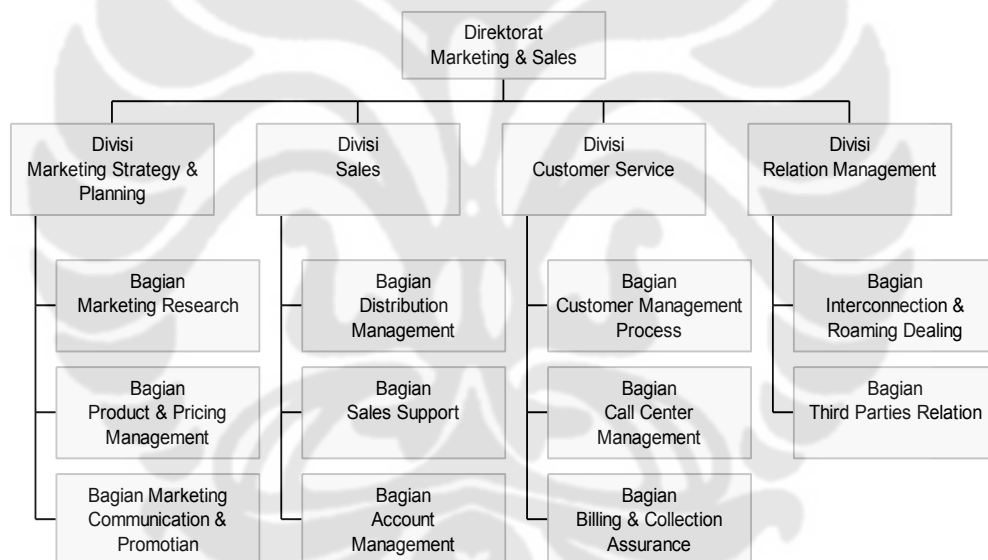 Direktorat
Marketing & Sales
Divisi
Marketing Strategy &
Planning
Divisi
Sales
Divisi
Customer Service
Divisi
Relation Management
Bagian
Marketing Research
Bagian
Distribution
Management
Bagian
Customer Management
Process
Bagian
Interconnection &
Roaming Dealing
Bagian
Product & Pricing
Management
Bagian
Sales Support
Bagian
Call Center
Management
Bagian
Third Parties Relation
Bagian Marketing
Communication &
Promotian
Bagian
Account
Management
Bagian
Billing & Collection
Assurance